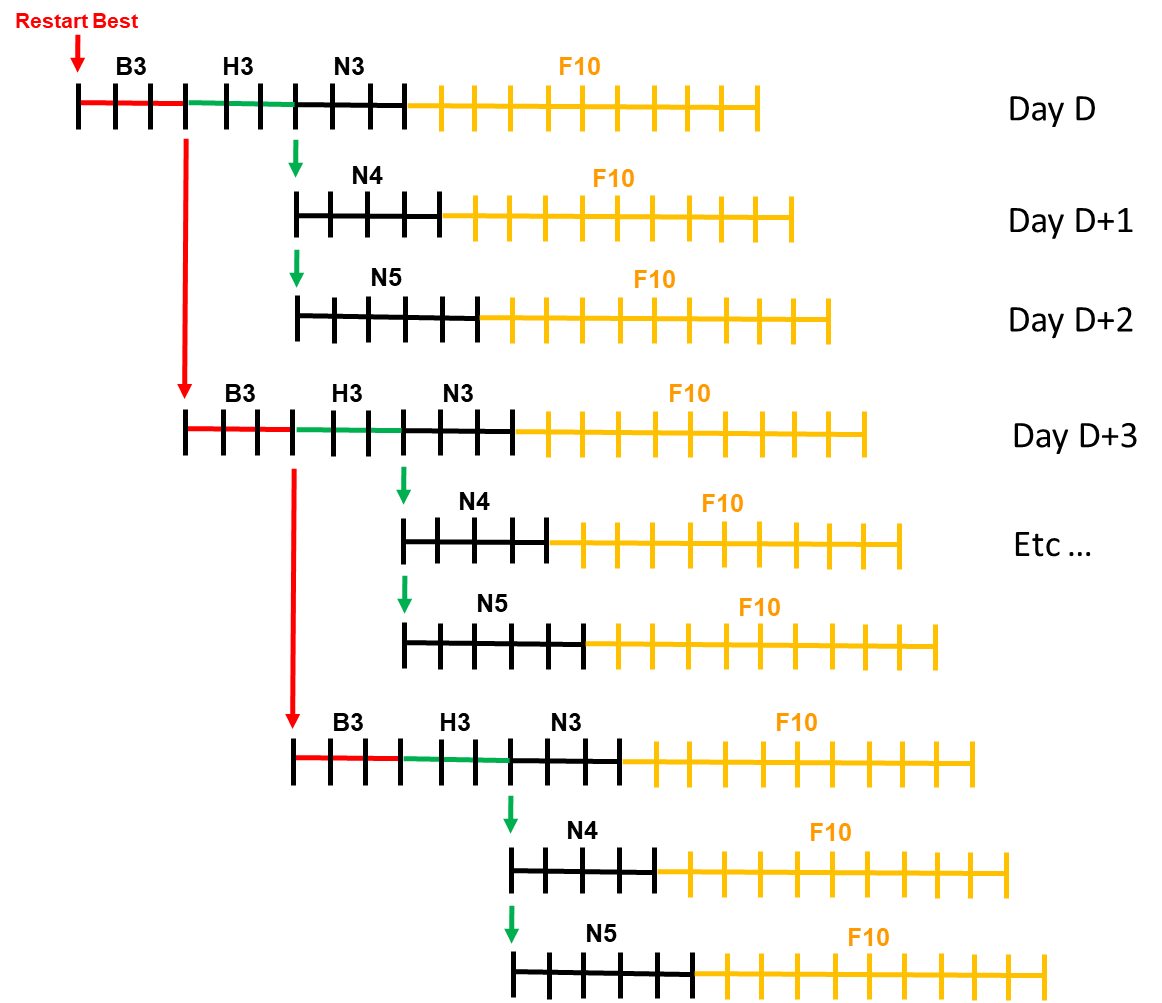 Restart Best
B3 H3 N3 F10
Day D
N4 F10
Day D+1
N5 F10
Day D+2
B3 H3 N3 F10
Day D+3
N4 F10
Etc ...
N5 F10
B3 H3 N3 F10
N4 F10
N5 F10